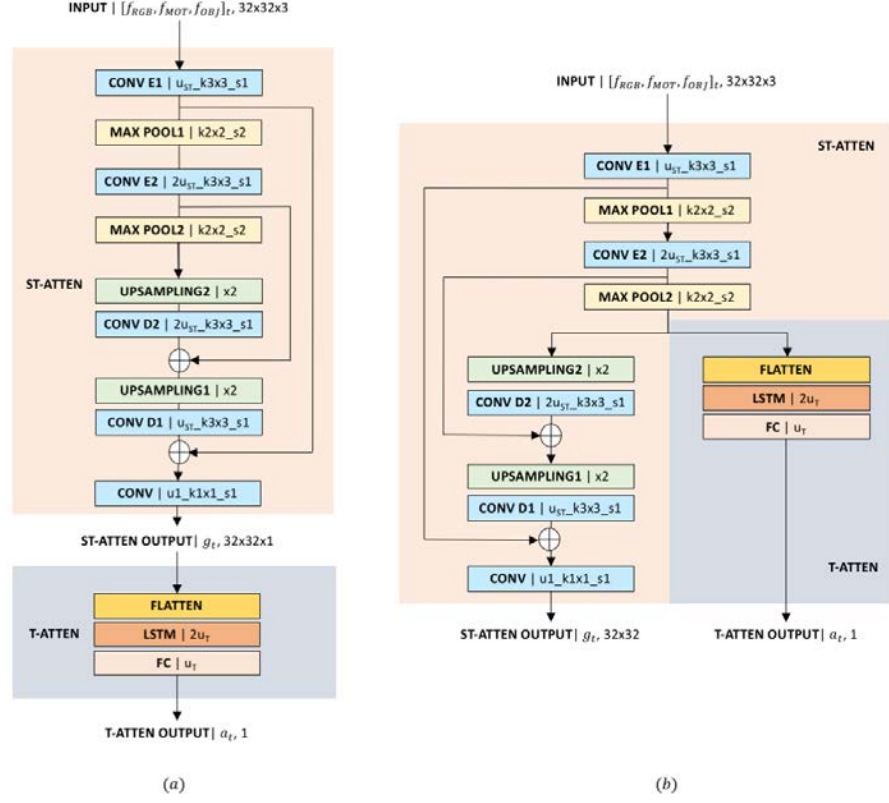 INPUT | [f_RGB, f_MOT, f_OBJ]_t, 32x32x3
CONV E1 | u_ST_k3x3_s1
MAX POOL1 | k2x2_s2
CONV E2 | 2u_ST_k3x3_s1
MAX POOL2 | k2x2_s2
ST-ATTEN
UPSAMPLING2 | x2
CONV D2 | 2u_ST_k3x3_s1
UPSAMPLING1 | x2
CONV D1 | u_ST_k3x3_s1
CONV | u1_k1x1_s1
ST-ATTEN OUTPUT| g_t, 32x32x1
FLATTEN
T-ATTEN
LSTM | 2u_T
FC | u_T
T-ATTEN OUTPUT| a_t, 1
(a)
INPUT | [f_RGB, f_MOT, f_OBJ]_t, 32x32x3
ST-ATTEN
CONV E1 | u_ST_k3x3_s1
MAX POOL1 | k2x2_s2
CONV E2 | 2u_ST_k3x3_s1
MAX POOL2 | k2x2_s2
UPSAMPLING2 | x2
CONV D2 | 2u_ST_k3x3_s1
UPSAMPLING1 | x2
CONV D1 | u_ST_k3x3_s1
CONV | u1_k1x1_s1
ST-ATTEN OUTPUT| g_t, 32x32
FLATTEN
LSTM | 2u_T
FC | u_T
T-ATTEN
T-ATTEN OUTPUT| a_t, 1
(b)